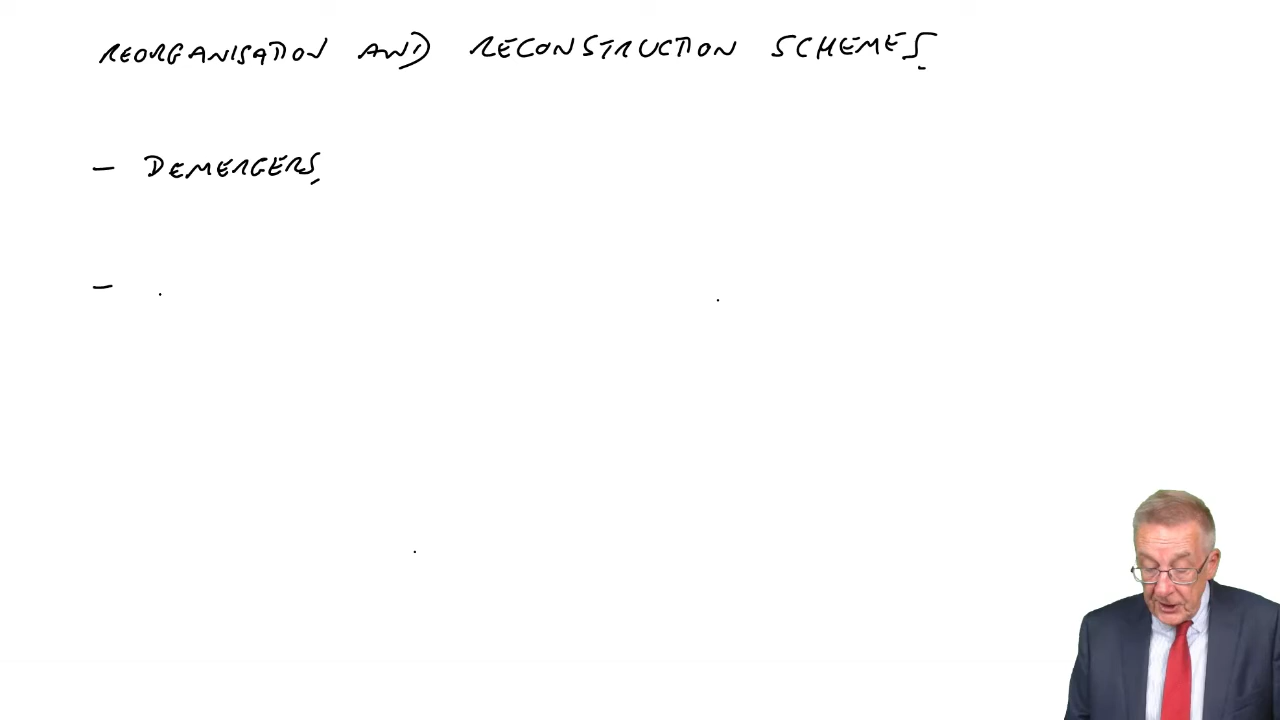 REORGANISATION AND RECONSTRUCTION SCHEMES
- DEMERGERS
-